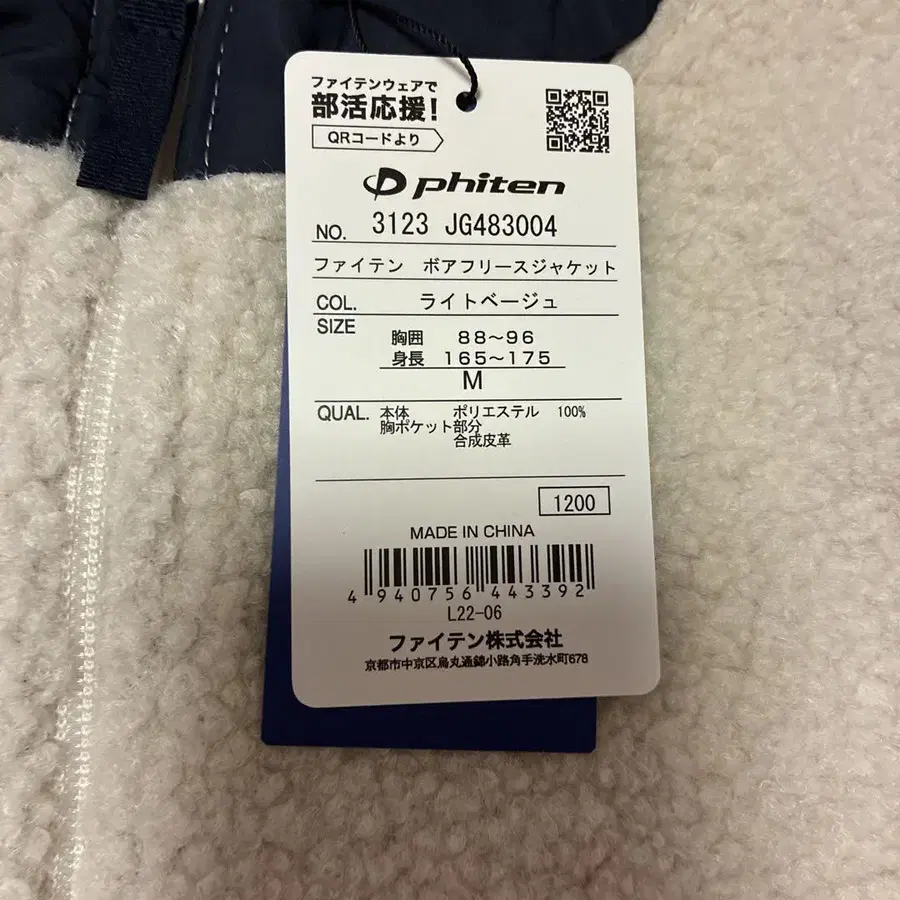 ファイテンウェアで
部活応援!
QRコードより
phiten
NO. 3123 JG483004
ファイテン ボアフリースジャケット
COL. ライトベージュ
SIZE
胸囲 88～96
身長 165～175
M
QUAL. 本体 ポリエステル 100%
胸ポケット部分
合成皮革
1200
MADE IN CHINA
4 940756 443392
L22-06
ファイテン株式会社
京都市中京区烏丸通錦小路角手洗水町678